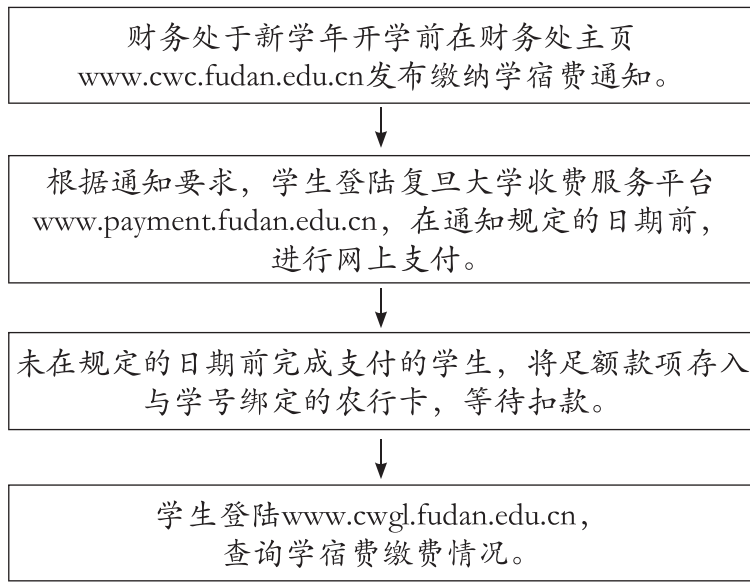 财务处于新学年开学前在财务处主页
www.cwc.fudan.edu.cn发布缴纳学宿费通知。
根据通知要求，学生登陆复旦大学收费服务平台
www.payment.fudan.edu.cn，在通知规定的日期前，
进行网上支付。
未在规定的日期前完成支付的学生，将足额款项存入
与学号绑定的农行卡，等待扣款。
学生登陆www.cwgl.fudan.edu.cn，
查询学宿费缴费情况。